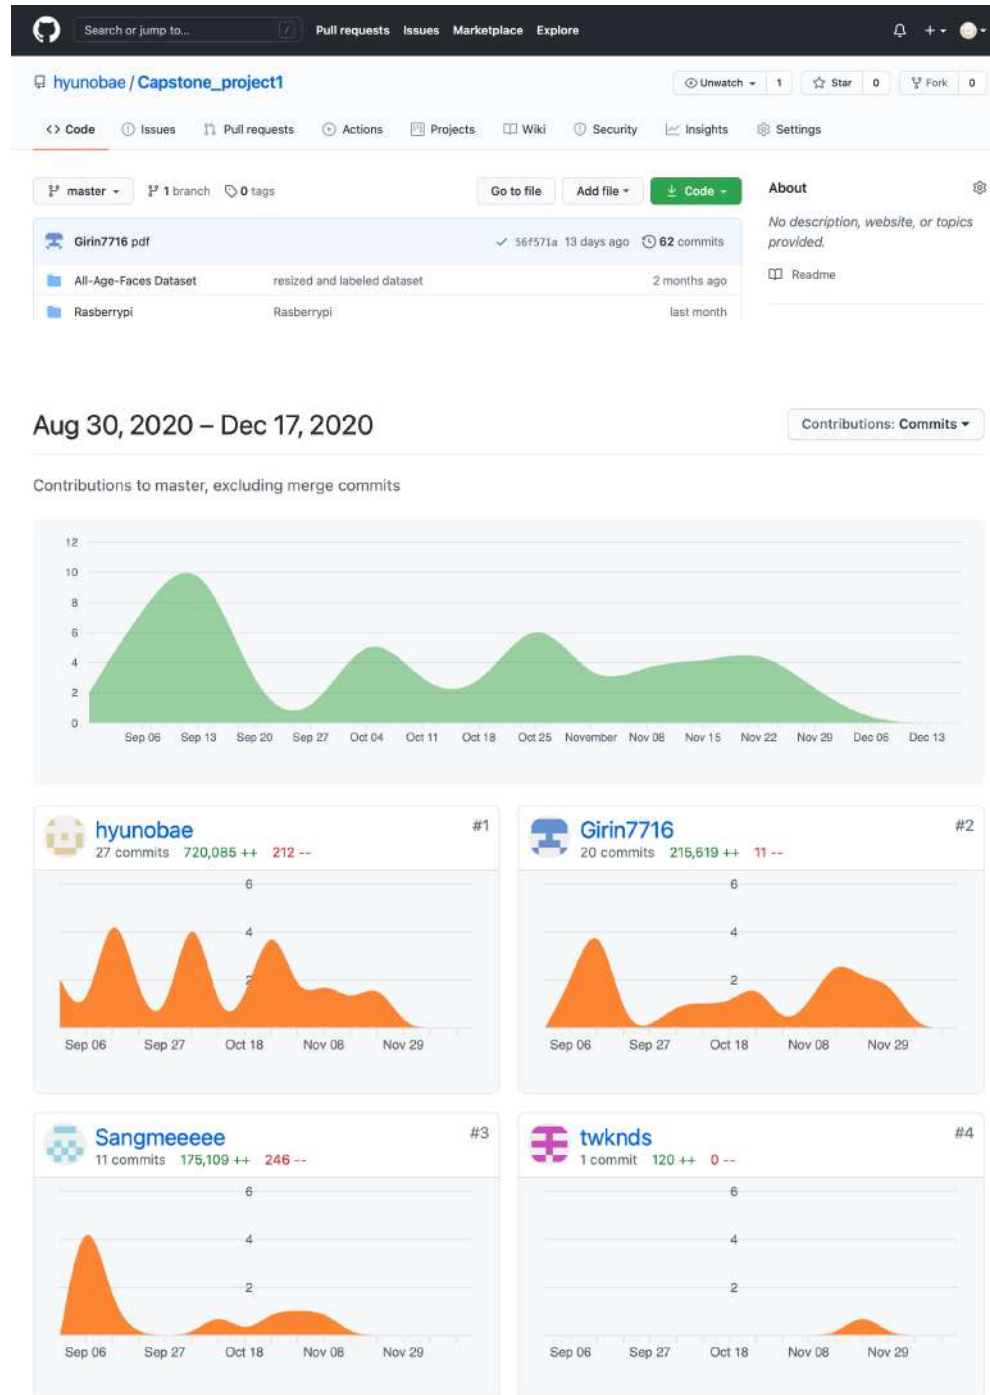 Search or jump to... / Pull requests Issues Marketplace Explore
hyunobae / Capstone_project1 Unwatch 1 Star 0 Fork 0
<> Code Issues Pull requests Actions Projects Wiki Security Insights Settings
master 1 branch 0 tags Go to file Add file Code About
Girin7716 pdf 56f571a 13 days ago 62 commits
No description, website, or topics
provided.
Readme
All-Age-Faces Dataset resized and labeled dataset 2 months ago
Rasberrypi Rasberrypi last month
Aug 30, 2020 – Dec 17, 2020 Contributions: Commits
Contributions to master, excluding merge commits
12
10
8
6
4
2
0
Sep 06 Sep 13 Sep 20 Sep 27 Oct 04 Oct 11 Oct 18 Oct 25 November Nov 08 Nov 15 Nov 22 Nov 29 Dec 06 Dec 13
hyunobae #1
27 commits 720,085 ++ 212 --
6
4
2
Sep 06 Sep 27 Oct 18 Nov 08 Nov 29
Girin7716 #2
20 commits 215,619 ++ 11 --
6
4
2
Sep 06 Sep 27 Oct 18 Nov 08 Nov 29
Sangmeeeee #3
11 commits 175,109 ++ 246 --
6
4
2
Sep 06 Sep 27 Oct 18 Nov 08 Nov 29
twknds #4
1 commit 120 ++ 0 --
6
4
2
Sep 06 Sep 27 Oct 18 Nov 08 Nov 29